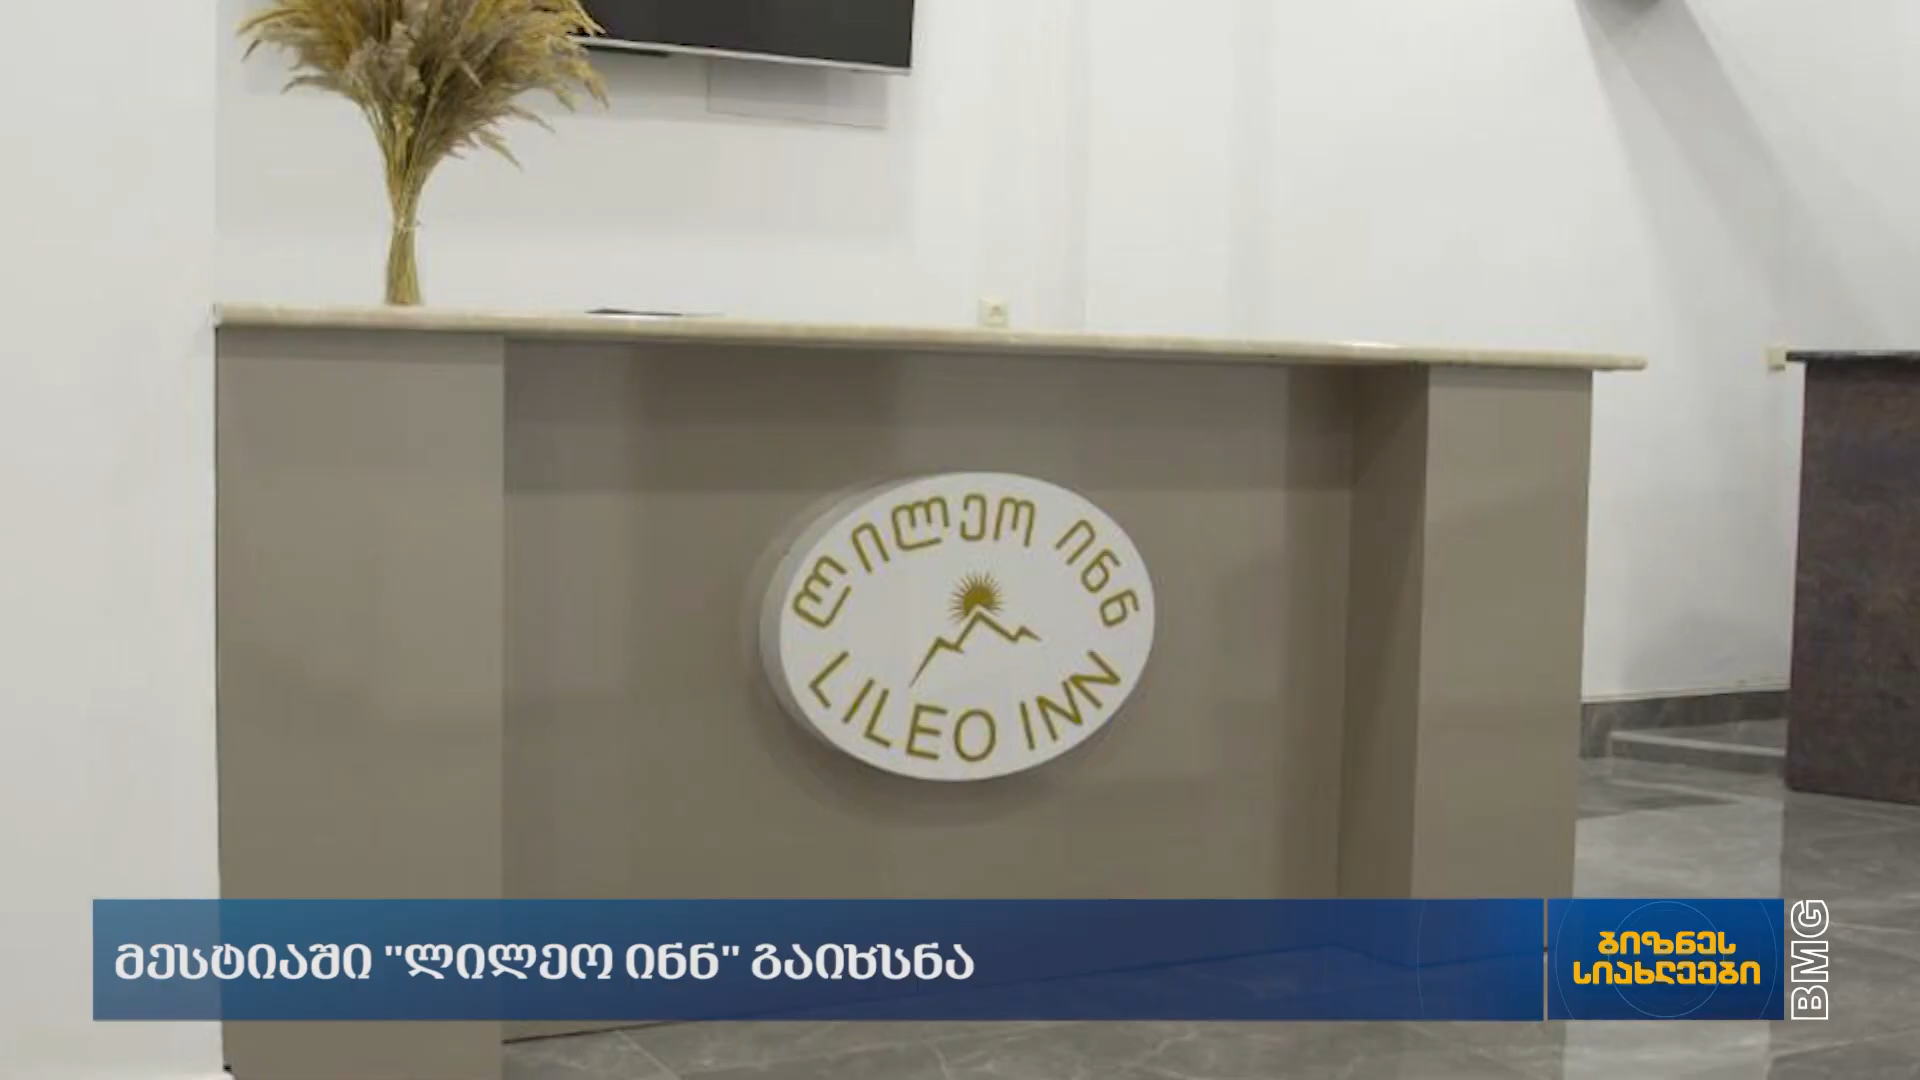 ლილეო ინნ
LILEO INN
მესტიაში "ლილეო ინნ" გაიხსნა
ბიზნეს
სიახლეები
BMG